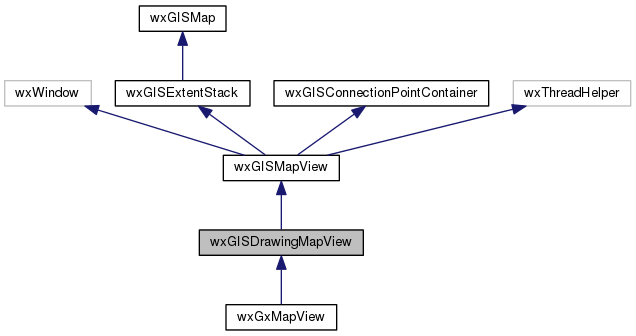 wxGISMap
wxWindow
wxGISExtentStack
wxGISConnectionPointContainer
wxThreadHelper
wxGISMapView
wxGISDrawingMapView
wxGxMapView